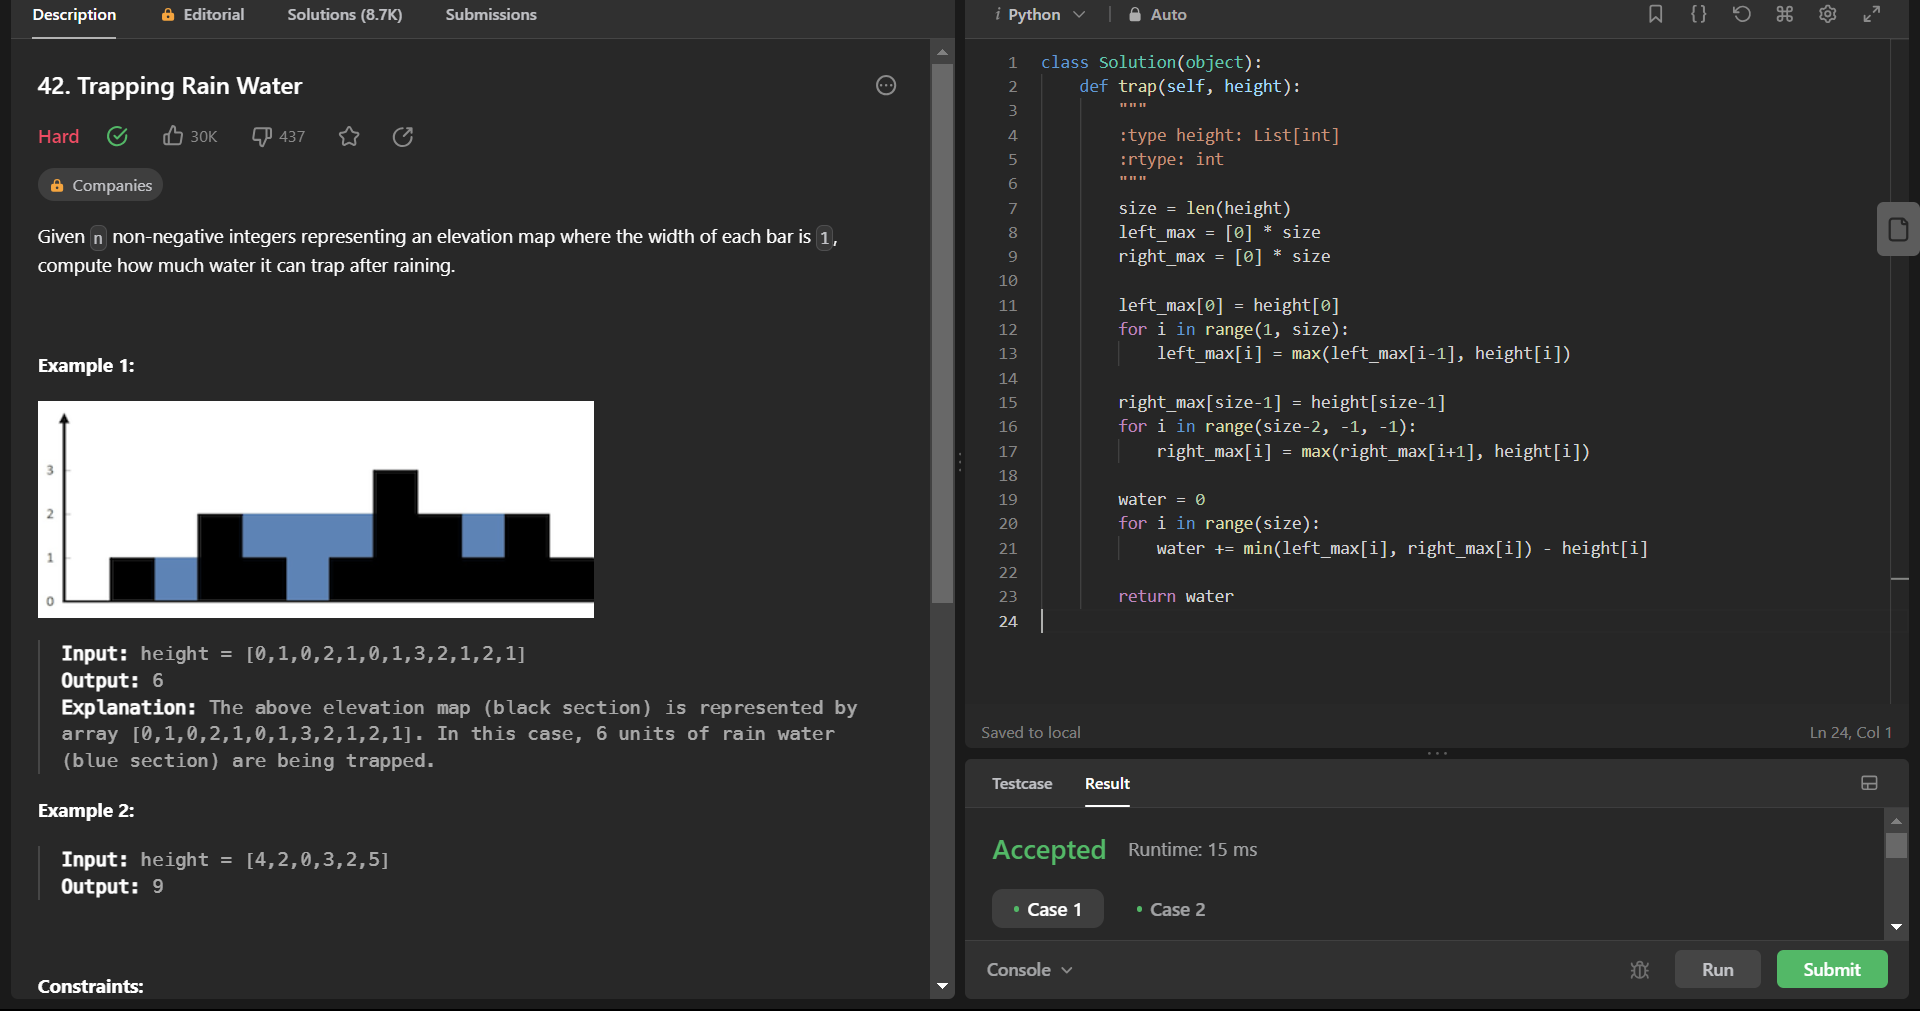 Description
Editorial
Solutions (8.7K)
Submissions
42. Trapping Rain Water
Hard
30K
437
Companies
Given n non-negative integers representing an elevation map where the width of each bar is 1,
compute how much water it can trap after raining.
Example 1:
3
2
1
0
Input: height = [0,1,0,2,1,0,1,3,2,1,2,1]
Output: 6
Explanation: The above elevation map (black section) is represented by
array [0,1,0,2,1,0,1,3,2,1,2,1]. In this case, 6 units of rain water
(blue section) are being trapped.
Example 2:
Input: height = [4,2,0,3,2,5]
Output: 9
Constraints:
i Python
Auto
1 class Solution(object):
2     def trap(self, height):
3         """
4         :type height: List[int]
5         :rtype: int
6         """
7         size = len(height)
8         left_max = [0] * size
9         right_max = [0] * size
10
11         left_max[0] = height[0]
12         for i in range(1, size):
13             left_max[i] = max(left_max[i-1], height[i])
14
15         right_max[size-1] = height[size-1]
16         for i in range(size-2, -1, -1):
17             right_max[i] = max(right_max[i+1], height[i])
18
19         water = 0
20         for i in range(size):
21             water += min(left_max[i], right_max[i]) - height[i]
22
23         return water
24
Saved to local
Ln 24, Col 1
Testcase
Result
Accepted
Runtime: 15 ms
• Case 1
• Case 2
Console
Run
Submit